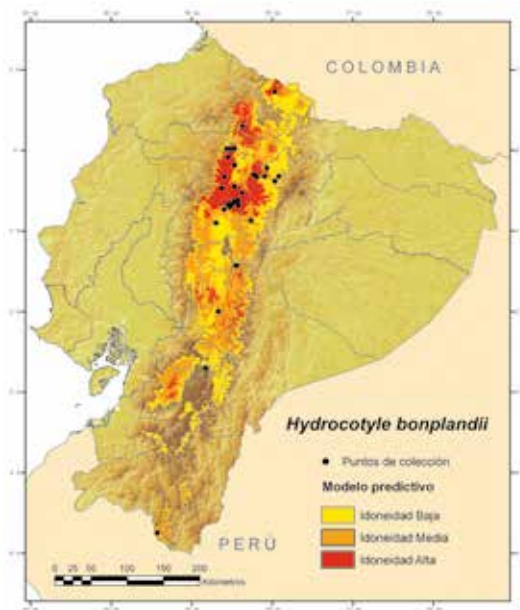 COLOMBIA
Hydrocotyle bonplandii
Puntos de colección
Modelo predictivo
Idoneidad Baja
Idoneidad Media
Idoneidad Alta
PERÚ
0 25 50 100 150 200
Kilometros